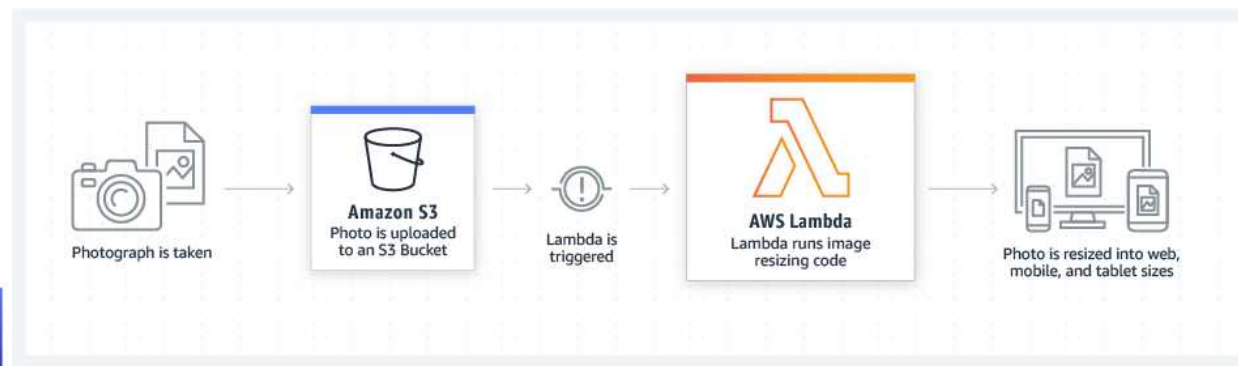 Photograph is taken
Amazon S3
Photo is uploaded
to an S3 Bucket
Lambda is
triggered
AWS Lambda
Lambda runs image
resizing code
Photo is resized into web,
mobile, and tablet sizes